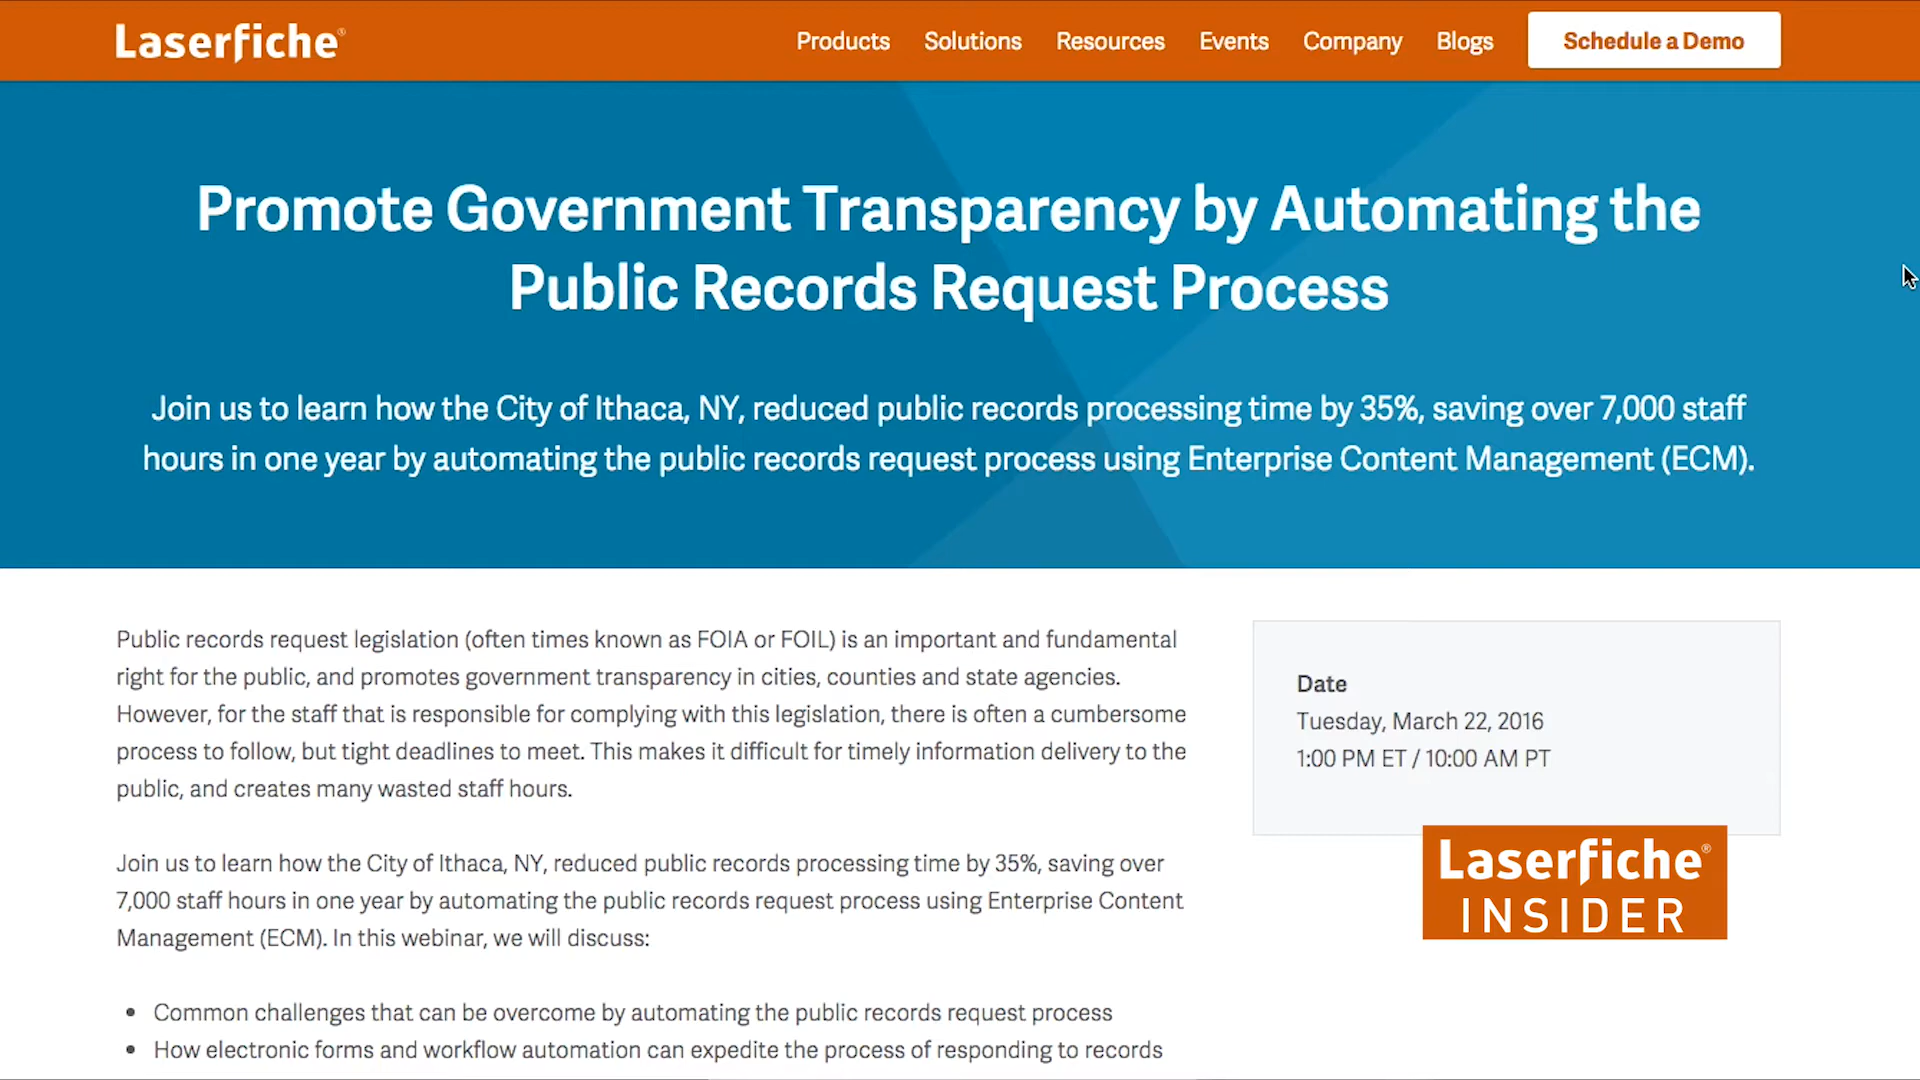 Laserfiche®
Products Solutions Resources Events Company Blogs Schedule a Demo
Promote Government Transparency by Automating the
Public Records Request Process
Join us to learn how the City of Ithaca, NY, reduced public records processing time by 35%, saving over 7,000 staff
hours in one year by automating the public records request process using Enterprise Content Management (ECM).
Public records request legislation (often times known as FOIA or FOIL) is an important and fundamental
right for the public, and promotes government transparency in cities, counties and state agencies.
However, for the staff that is responsible for complying with this legislation, there is often a cumbersome
process to follow, but tight deadlines to meet. This makes it difficult for timely information delivery to the
public, and creates many wasted staff hours.
Join us to learn how the City of Ithaca, NY, reduced public records processing time by 35%, saving over
7,000 staff hours in one year by automating the public records request process using Enterprise Content
Management (ECM). In this webinar, we will discuss:
• Common challenges that can be overcome by automating the public records request process
• How electronic forms and workflow automation can expedite the process of responding to records
Date
Tuesday, March 22, 2016
1:00 PM ET / 10:00 AM PT
Laserfiche®
INSIDER